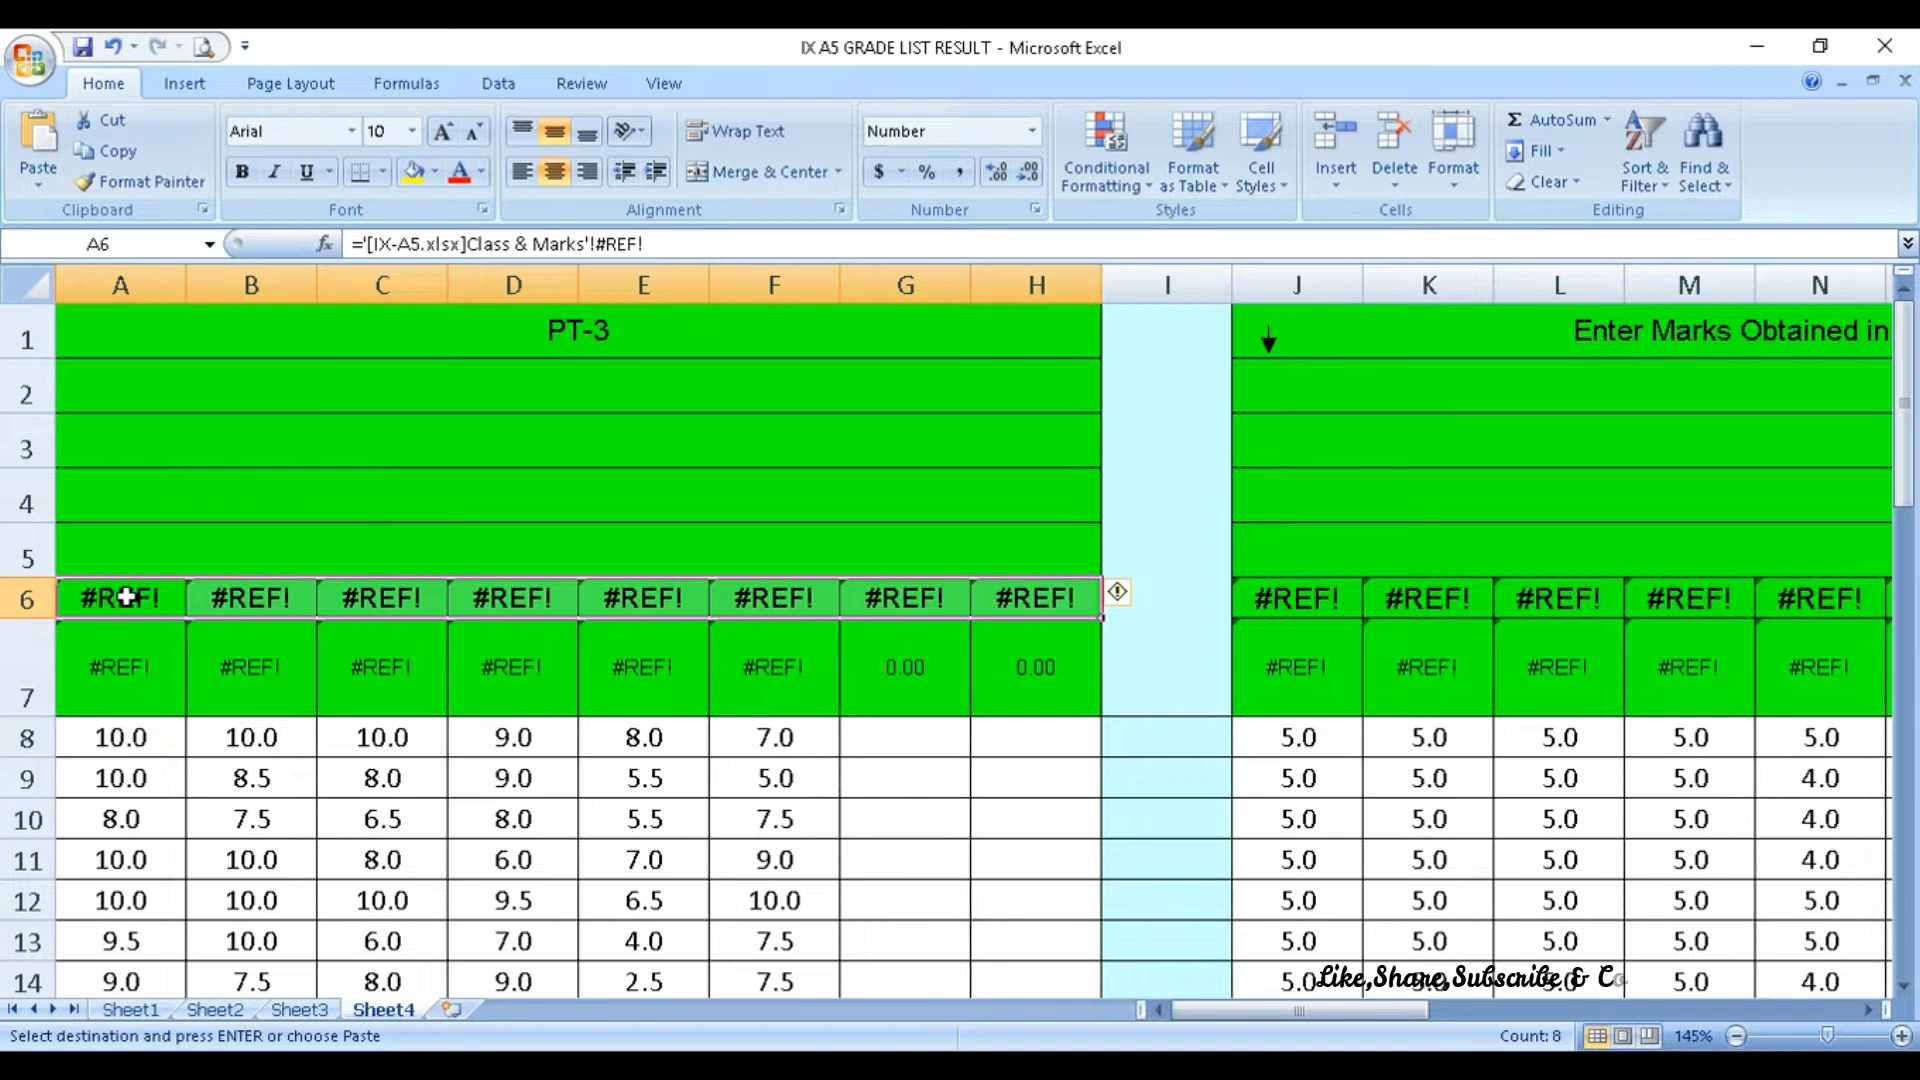 IX A5 GRADE LIST RESULT - Microsoft Excel
Home Insert Page Layout Formulas Data Review View
Paste
Cut
Copy
Format Painter
Clipboard
Arial 10 A A
B I U A
Font
Wrap Text
Merge & Center
Alignment
Number
$ % ,
Number
Conditional Formatting
Format as Table
Cell Styles
Styles
Insert Delete Format
Cells
Σ AutoSum
Fill
Clear
Sort & Filter
Find & Select
Editing
A6 fx ='[IX-A5.xlsx]Class & Marks'!#REF!
A B C D E F G H I J K L M N
1 PT-3 Enter Marks Obtained in
2
3
4
5
6 #REF! #REF! #REF! #REF! #REF! #REF! #REF! #REF! #REF! #REF! #REF! #REF! #REF!
7 #REF! #REF! #REF! #REF! #REF! #REF! 0.00 0.00 #REF! #REF! #REF! #REF! #REF!
8 10.0 10.0 10.0 9.0 8.0 7.0 5.0 5.0 5.0 5.0 5.0
9 10.0 8.5 8.0 9.0 5.5 5.0 5.0 5.0 5.0 5.0 4.0
10 8.0 7.5 6.5 8.0 5.5 7.5 5.0 5.0 5.0 5.0 4.0
11 10.0 10.0 8.0 6.0 7.0 9.0 5.0 5.0 5.0 5.0 4.0
12 10.0 10.0 10.0 9.5 6.5 10.0 5.0 5.0 5.0 5.0 5.0
13 9.5 10.0 6.0 7.0 4.0 7.5 5.0 5.0 5.0 5.0 5.0
14 9.0 7.5 8.0 9.0 2.5 7.5 5.0 5.0 4.0
Like,Share,Subscribe & Co
Sheet1 Sheet2 Sheet3 Sheet4
Select destination and press ENTER or choose Paste Count: 8 145%